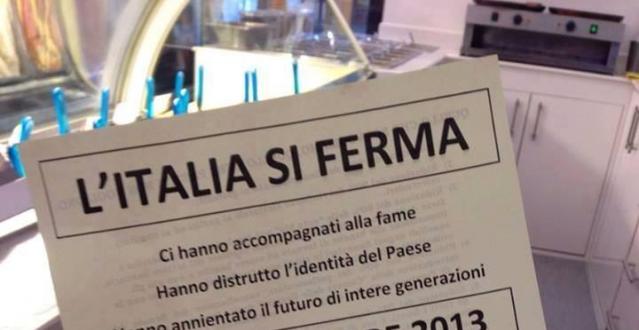 L'ITALIA SI FERMA
Ci hanno accompagnati alla fame
Hanno distrutto l'identità del Paese
annientato il futuro di intere generazioni
2013